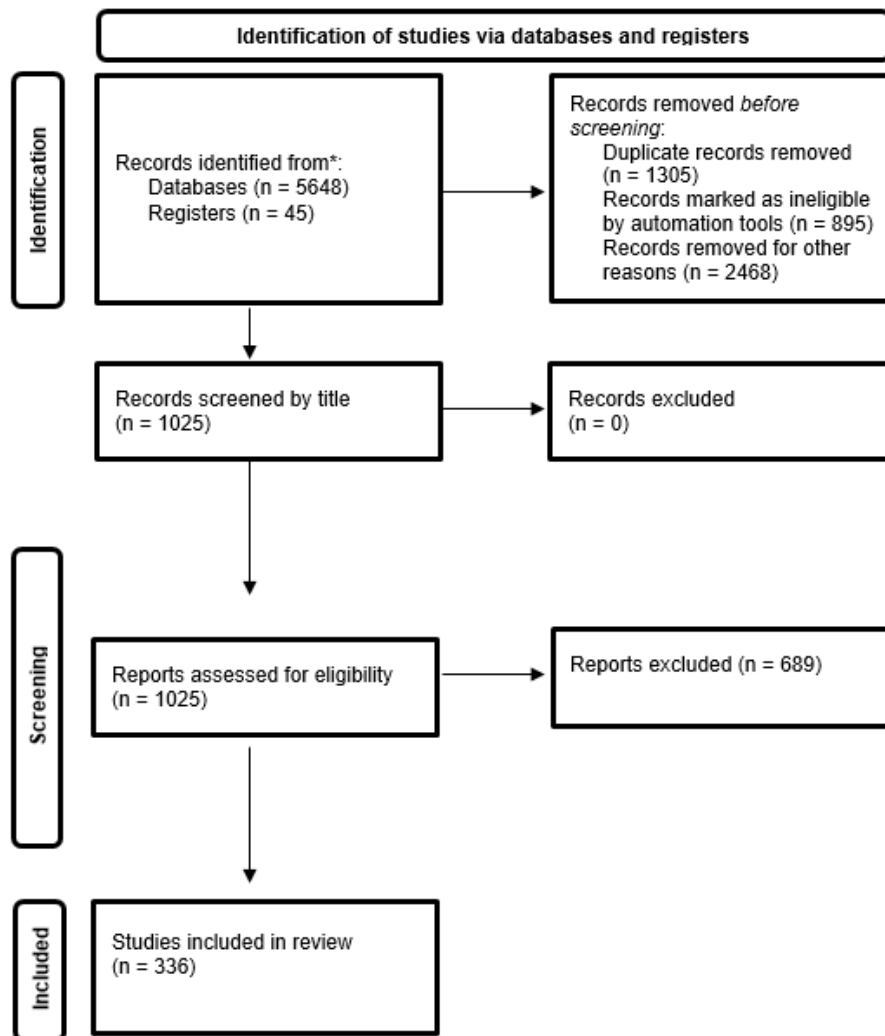 Identification of studies via databases and registers
Identification
Records identified from*:
Databases (n = 5648)
Registers (n = 45)
Records removed before
screening:
Duplicate records removed
(n = 1305)
Records marked as ineligible
by automation tools (n = 895)
Records removed for other
reasons (n = 2468)
Records screened by title
(n = 1025)
Records excluded
(n = 0)
Screening
Reports assessed for eligibility
(n = 1025)
Reports excluded (n = 689)
Included
Studies included in review
(n = 336)